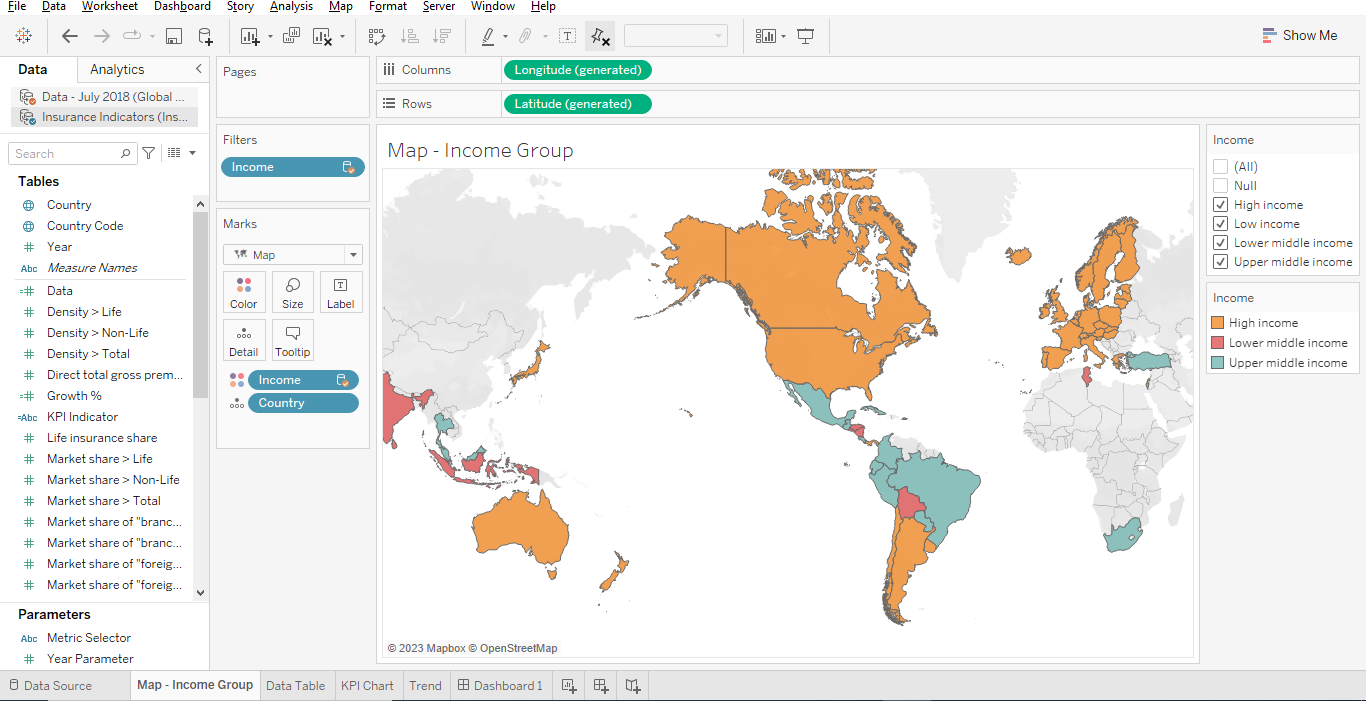 File Data Worksheet Dashboard Story Analysis Map Format Server Window Help
Show Me
Data Analytics
Data - July 2018 (Global ...
Insurance Indicators (Ins...
Search
Tables
Country
Country Code
Year
Abc Measure Names
Data
Density > Life
Density > Non-Life
Density > Total
Direct total gross prem...
Growth %
=Abc KPI Indicator
Life insurance share
Market share > Life
Market share > Non-Life
Market share > Total
Market share of "branc...
Market share of "branc...
Market share of "foreig...
Market share of "foreig...
Parameters
Abc Metric Selector
Year Parameter
Pages
Filters
Income
Marks
Map
Color Size Label
Detail Tooltip
Income
Country
Columns Longitude (generated)
Rows Latitude (generated)
Map - Income Group
© 2023 Mapbox © OpenStreetMap
Income
(All)
Null
High income
Low income
Lower middle income
Upper middle income
Income
High income
Lower middle income
Upper middle income
Data Source Map - Income Group Data Table KPI Chart Trend Dashboard 1